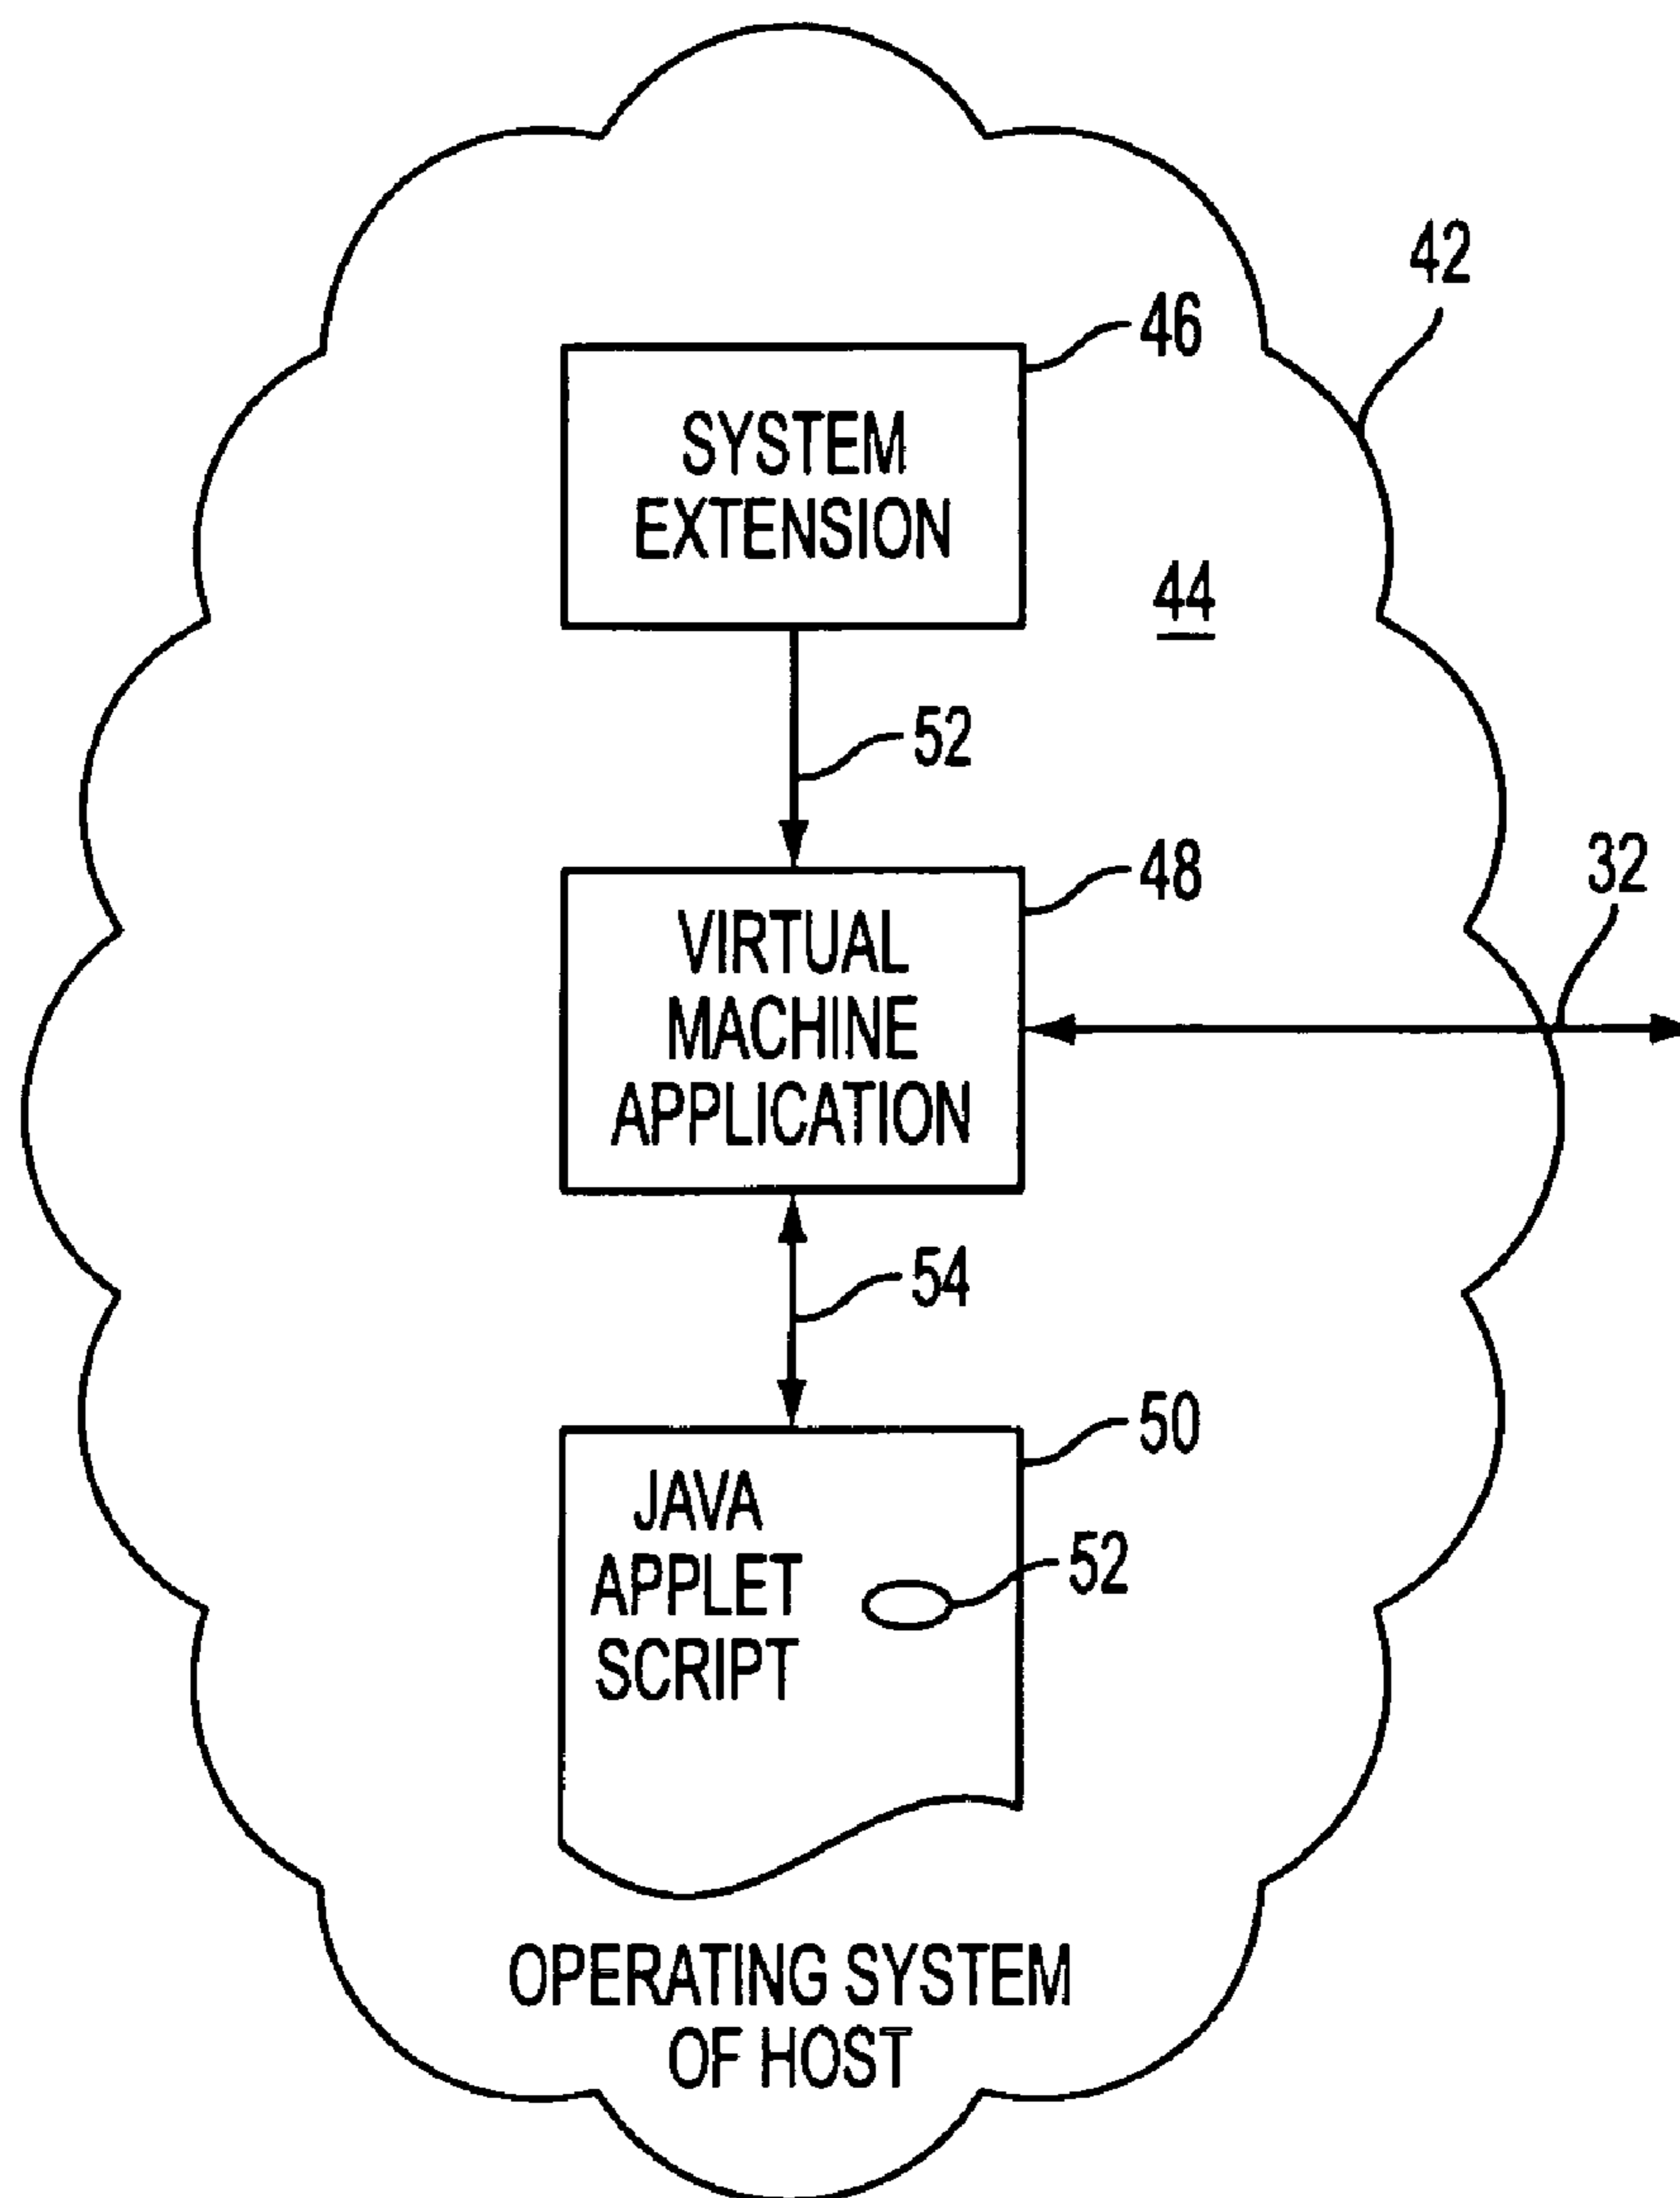 42
46
SYSTEM
EXTENSION
44
52
48
32
VIRTUAL
MACHINE
APPLICATION
54
50
JAVA
APPLET
52
SCRIPT
OPERATING SYSTEM
OF HOST